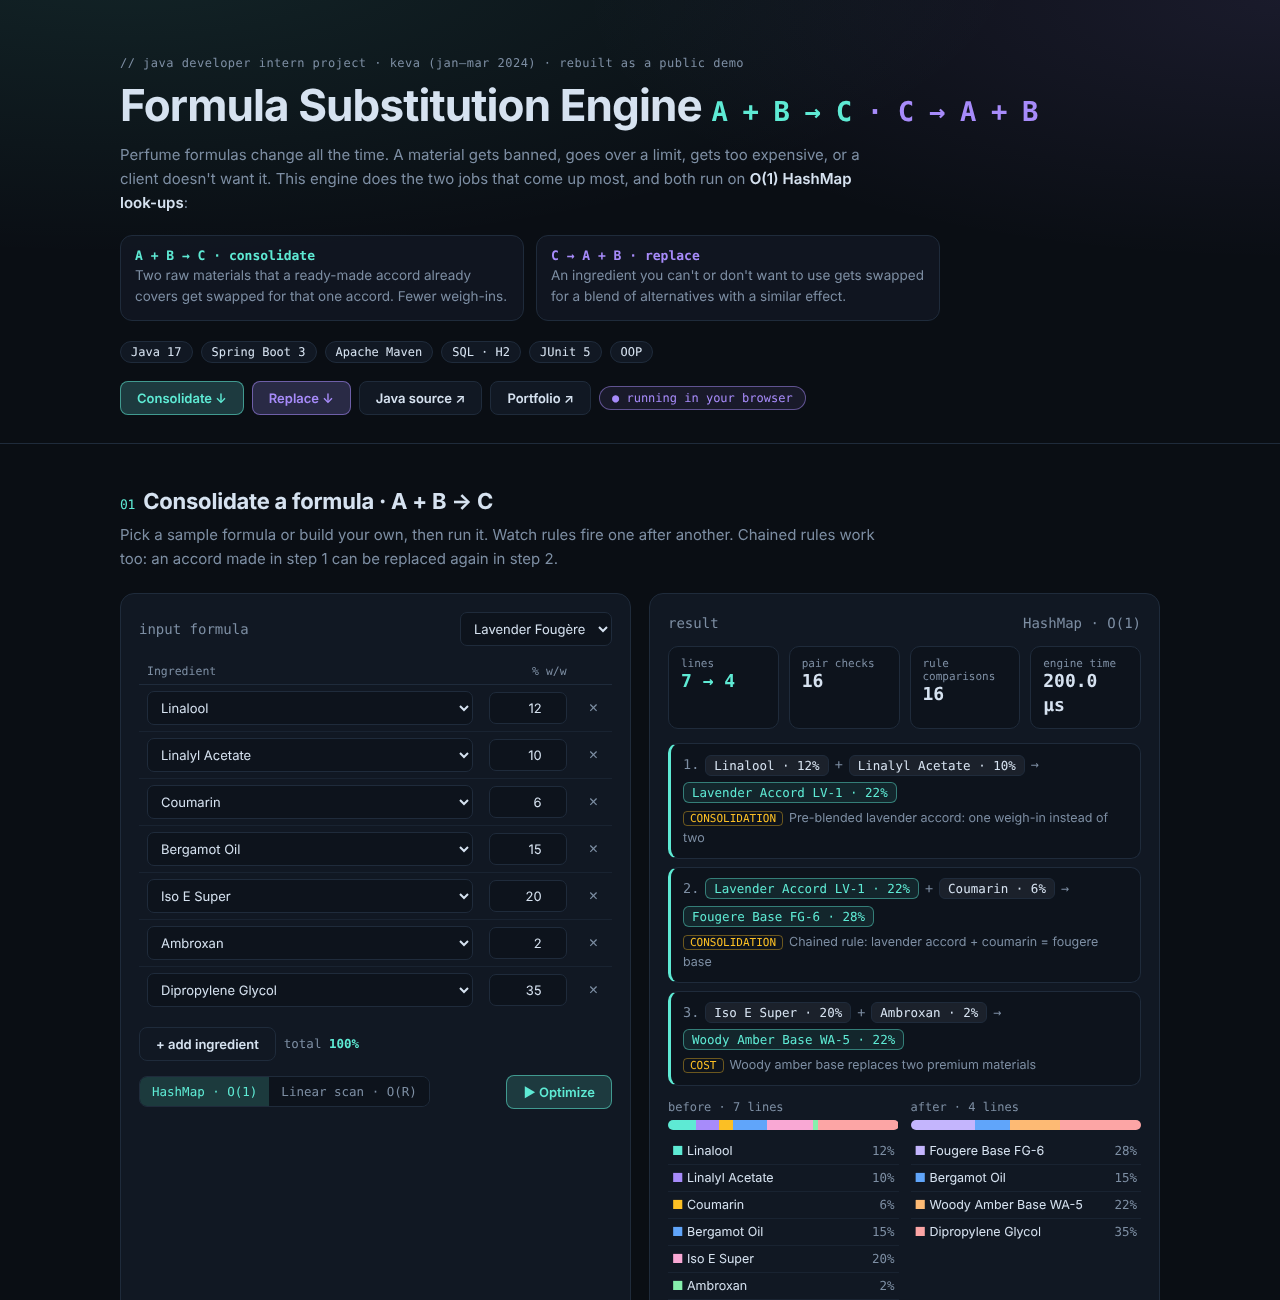 // java developer intern project · keva (jan–mar 2024) · rebuilt as a public demo
Formula Substitution Engine A + B → C · C → A + B
Perfume formulas change all the time. A material gets banned, goes over a limit, gets too expensive, or a
client doesn't want it. This engine does the two jobs that come up most, and both run on O(1) HashMap
look-ups:
A + B → C · consolidate
Two raw materials that a ready-made accord already
covers get swapped for that one accord. Fewer weigh-ins.
C → A + B · replace
An ingredient you can't or don't want to use gets swapped
for a blend of alternatives with a similar effect.
Java 17
Spring Boot 3
Apache Maven
SQL · H2
JUnit 5
OOP
Consolidate ↓
Replace ↓
Java source ↗
Portfolio ↗
● running in your browser
01 Consolidate a formula · A + B → C
Pick a sample formula or build your own, then run it. Watch rules fire one after another. Chained rules work
too: an accord made in step 1 can be replaced again in step 2.
input formula
Lavender Fougère
Ingredient % w/w
Linalool 12 ×
Linalyl Acetate 10 ×
Coumarin 6 ×
Bergamot Oil 15 ×
Iso E Super 20 ×
Ambroxan 2 ×
Dipropylene Glycol 35 ×
+ add ingredient total 100%
HashMap · O(1) Linear scan · O(R) ▶ Optimize
result HashMap · O(1)
lines
7 → 4
pair checks
16
rule
comparisons
16
engine time
200.0
µs
1. Linalool · 12% + Linalyl Acetate · 10% →
Lavender Accord LV-1 · 22%
CONSOLIDATION Pre-blended lavender accord: one weigh-in instead of
two
2. Lavender Accord LV-1 · 22% + Coumarin · 6% →
Fougere Base FG-6 · 28%
CONSOLIDATION Chained rule: lavender accord + coumarin = fougere
base
3. Iso E Super · 20% + Ambroxan · 2% →
Woody Amber Base WA-5 · 22%
COST Woody amber base replaces two premium materials
before · 7 lines
Linalool 12%
Linalyl Acetate 10%
Coumarin 6%
Bergamot Oil 15%
Iso E Super 20%
Ambroxan 2%
after · 4 lines
Fougere Base FG-6 28%
Bergamot Oil 15%
Woody Amber Base WA-5 22%
Dipropylene Glycol 35%